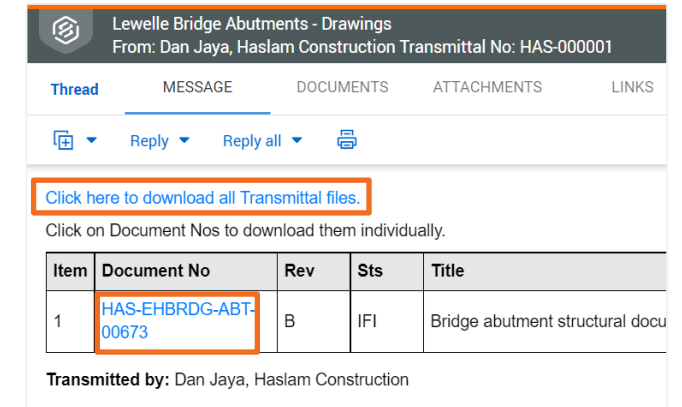 Lewelle Bridge Abutments - Drawings
From: Dan Jaya, Haslam Construction Transmittal No: HAS-000001
Thread MESSAGE DOCUMENTS ATTACHMENTS LINKS
Reply Reply all
Click here to download all Transmittal files.
Click on Document Nos to download them individually.
Item Document No Rev Sts Title
1 HAS-EHBRDG-ABT-00673 B IFI Bridge abutment structural docu
Transmitted by: Dan Jaya, Haslam Construction